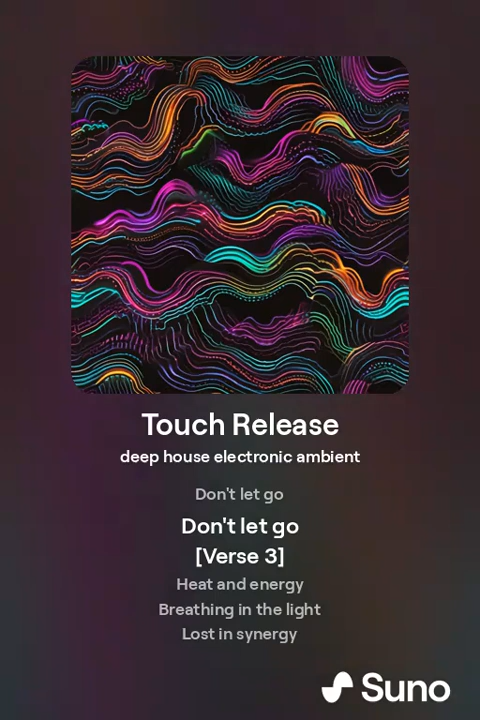 Touch Release
deep house electronic ambient
Don't let go
Don't let go
[Verse 3]
Heat and energy
Breathing in the light
Lost in synergy
Suno